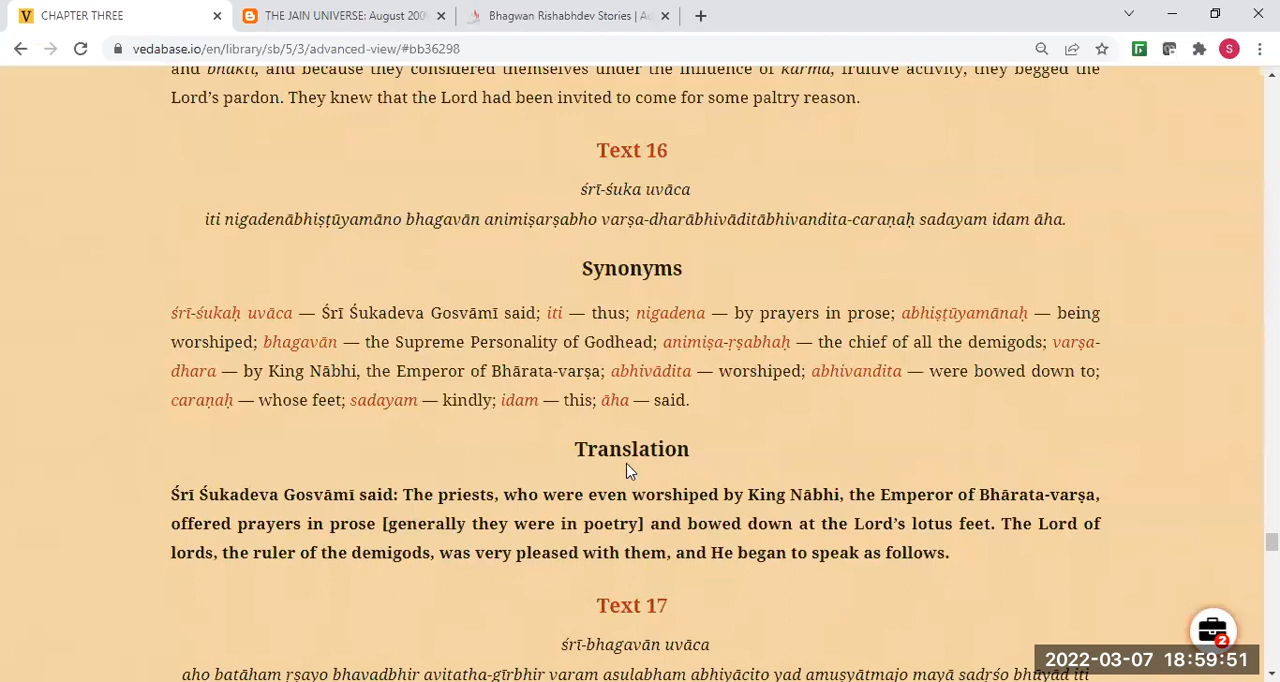 CHAPTER THREE
THE JAIN UNIVERSE: August 200
Bhagwan Rishabhdev Stories | A
vedabase.io/en/library/sb/5/3/advanced-view/#bb36298
S
and bhakti, and because they considered themselves under the influence of karma, fruitive activity, they begged the
Lord's pardon. They knew that the Lord had been invited to come for some paltry reason.
Text 16
śrī-śuka uvāca
iti nigadenābhiṣṭūyamāno bhagavān animiṣarṣabho varṣa-dharābhivāditābhivandita-caraṇaḥ sadayam idam āha.
Synonyms
śrī-śukaḥ uvāca — Śrī Śukadeva Gosvāmī said; iti — thus; nigadena — by prayers in prose; abhiṣṭūyamānaḥ — being
worshiped; bhagavān — the Supreme Personality of Godhead; animiṣa-ṛṣabhaḥ — the chief of all the demigods; varṣa-
dhara — by King Nābhi, the Emperor of Bhārata-varṣa; abhivādita — worshiped; abhivandita — were bowed down to;
caraṇaḥ — whose feet; sadayam — kindly; idam — this; āha — said.
Translation
Śrī Śukadeva Gosvāmī said: The priests, who were even worshiped by King Nābhi, the Emperor of Bhārata-varṣa,
offered prayers in prose [generally they were in poetry] and bowed down at the Lord's lotus feet. The Lord of
lords, the ruler of the demigods, was very pleased with them, and He began to speak as follows.
Text 17
śrī-bhagavān uvāca
aho batāham ṛṣayo bhavadbhir avitatha-gīrbhir varam asulabham abhiyācito yad amuṣyātmajo mayā sadṛśo bhūyād iti
2
2022-03-07 18:59:51